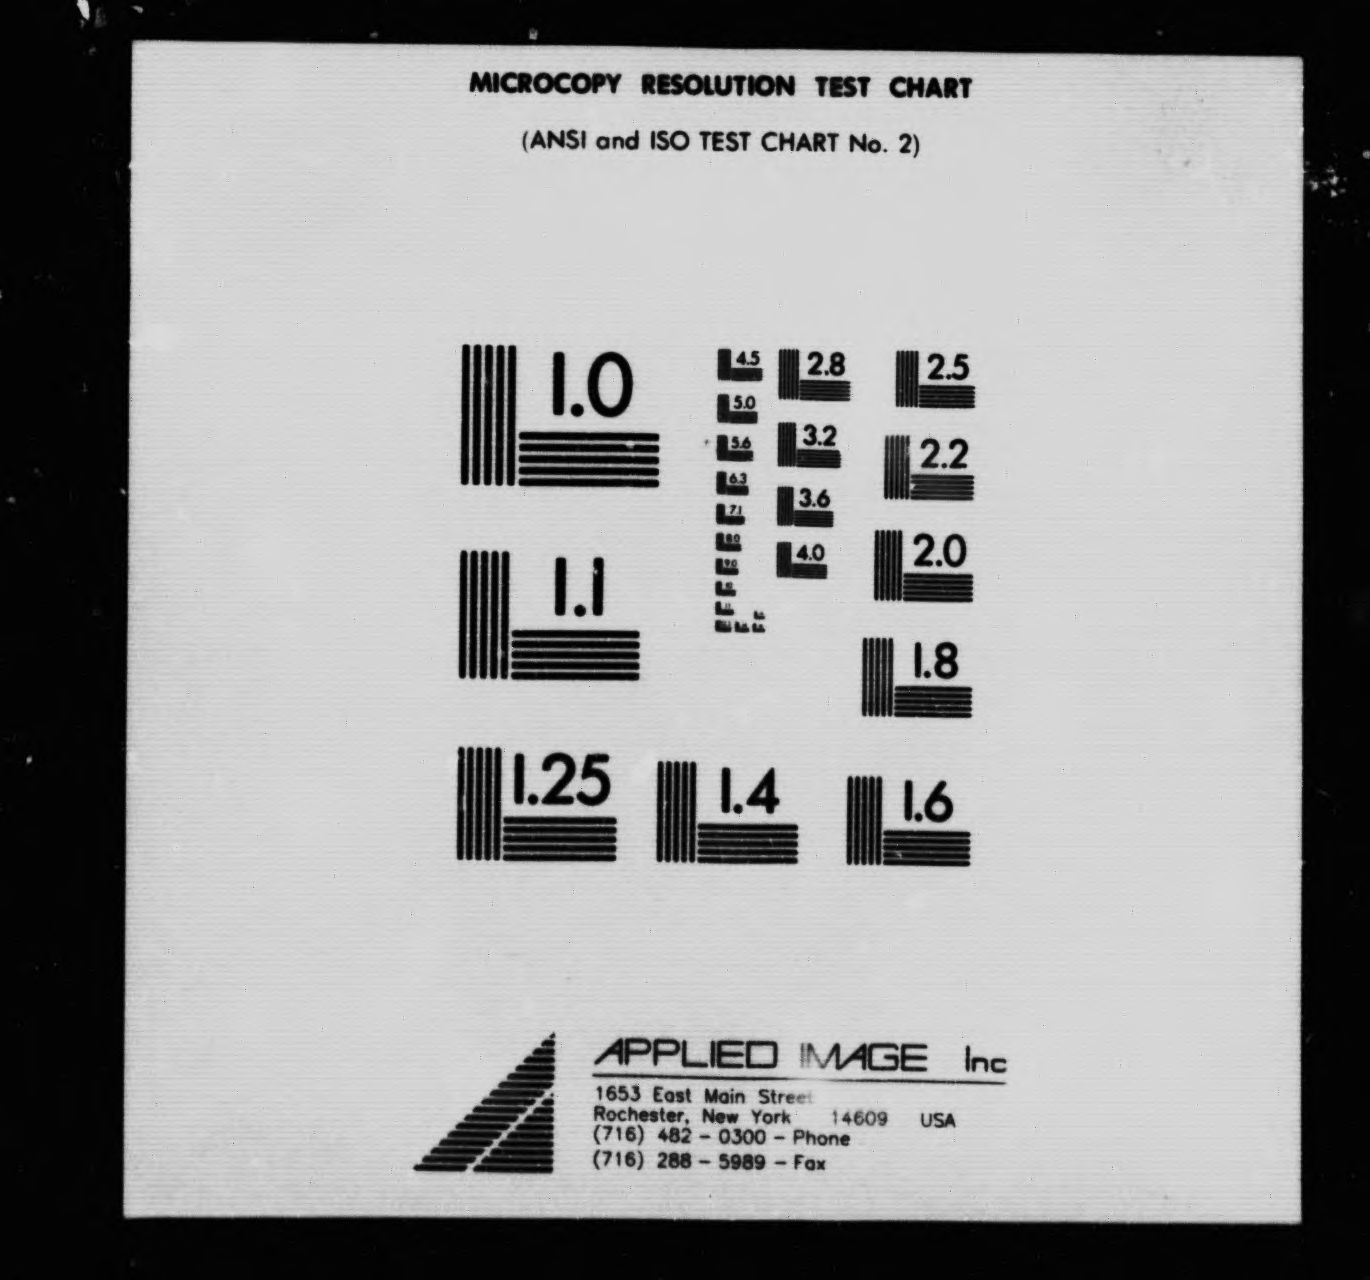 MICROCOPY RESOLUTION TEST CHART
(ANSI and ISO TEST CHART No. 2)
1.0
1.1
1.25
1.4
1.6
1.8
2.0
2.2
2.5
2.8
3.2
3.6
4.0
4.5
5.0
5.6
6.3
7.1
8.0
9.0
APPLIED IMAGE Inc
1653 East Main Street
Rochester, New York 14609 USA
(716) 482 - 0300 - Phone
(716) 288 - 5989 - Fax